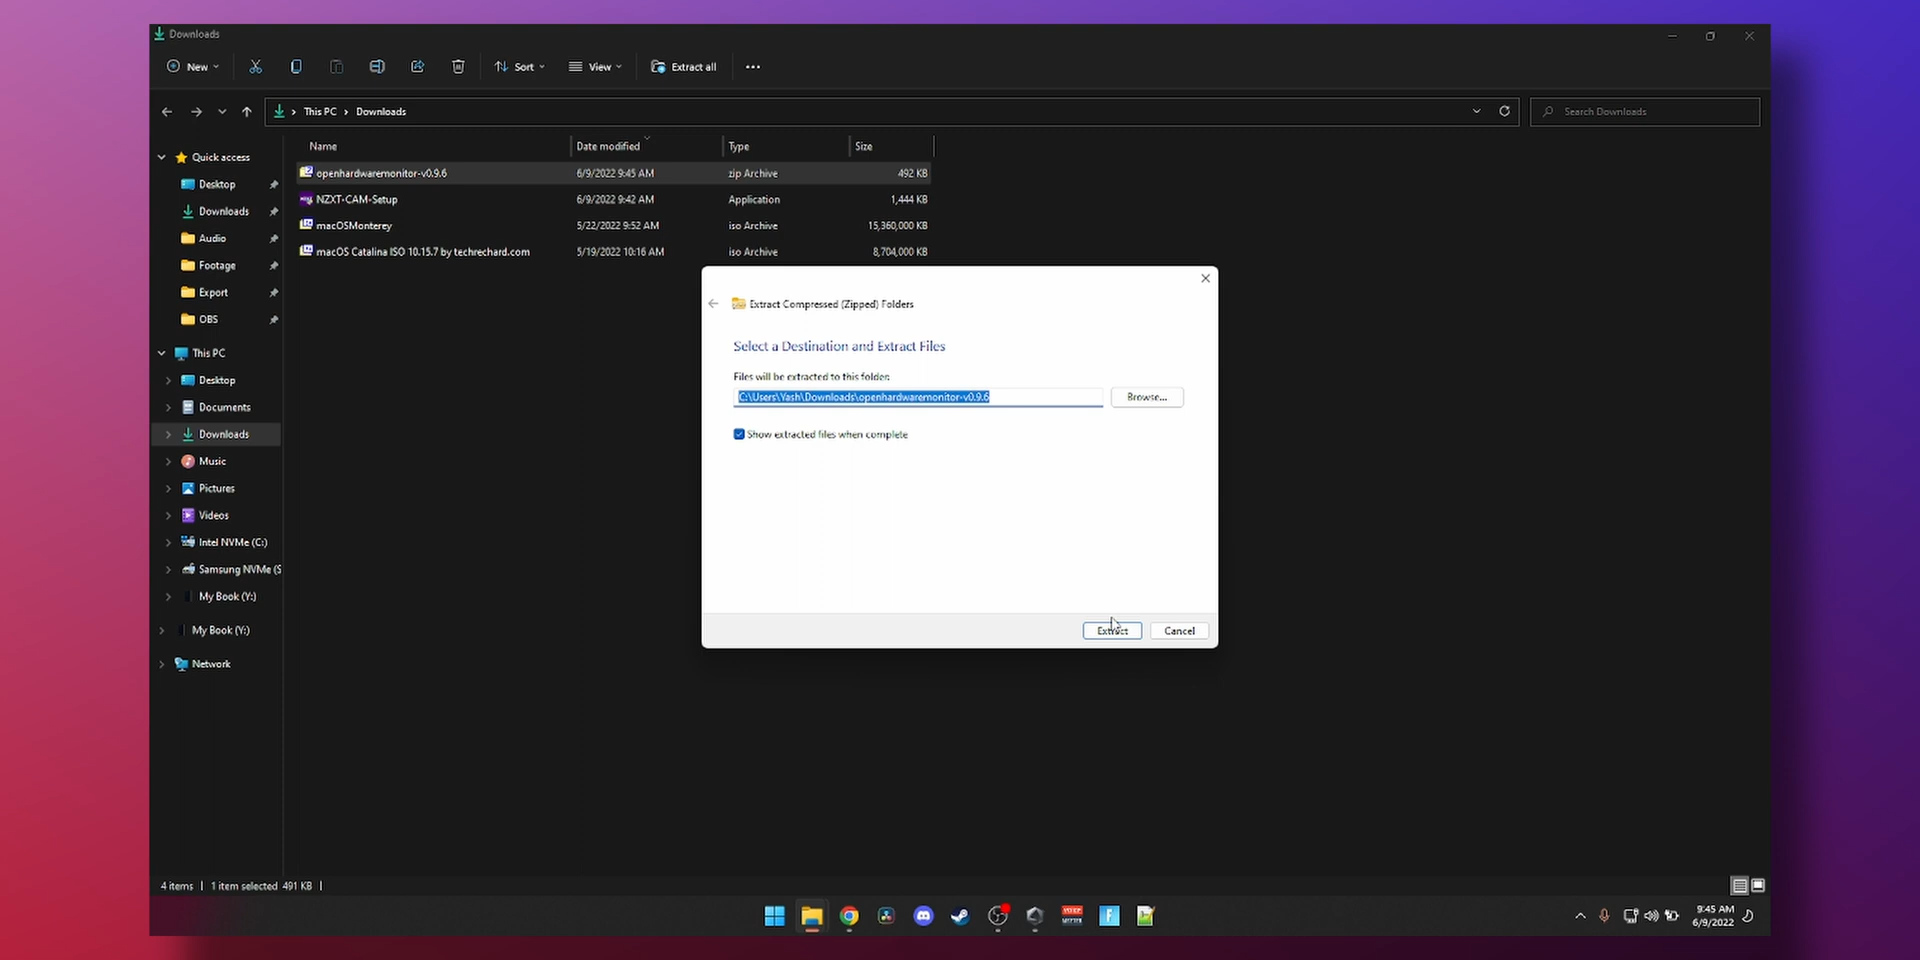 Downloads
New
Sort
View
Extract all
This PC > Downloads
Search Downloads
Name
Date modified
Type
Size
openhardwaremonitor-v0.9.6 6/9/2022 9:45 AM zip Archive 492 KB
NZXT-CAM-Setup 6/9/2022 9:42 AM Application 1,444 KB
macOSMonterey 5/22/2022 9:52 AM iso Archive 15,360,000 KB
macOS Catalina ISO 10.15.7 by techrechard.com 5/19/2022 10:16 AM iso Archive 8,704,000 KB
Quick access
Desktop
Downloads
Audio
Footage
Export
OBS
This PC
Desktop
Documents
Downloads
Music
Pictures
Videos
Intel NVMe (C:)
Samsung NVMe (S
My Book (Y:)
My Book (Y:)
Network
Extract Compressed (Zipped) Folders
Select a Destination and Extract Files
Files will be extracted to this folder:
C:\Users\Yash\Downloads\openhardwaremonitor-v0.9.6
Browse...
Show extracted files when complete
Extract
Cancel
4 items
1 item selected 491 KB
9:45 AM
6/9/2022